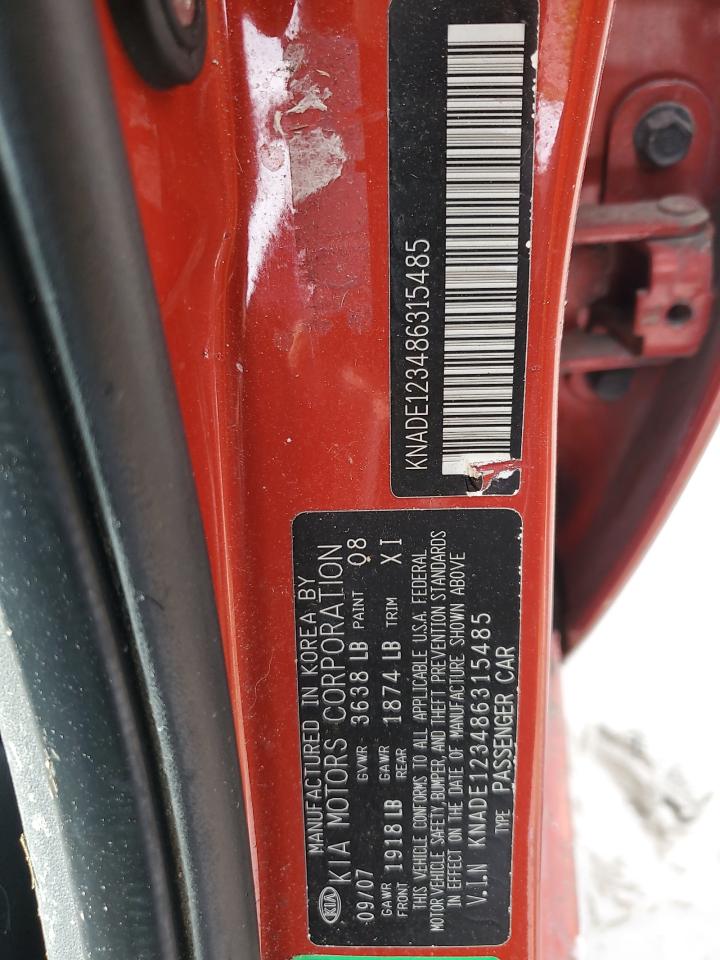 KNADE123486315485
KIA MANUFACTURED IN KOREA BY
KIA MOTORS CORPORATION
09/07 GVWR 3638 LB PAINT Q8
GAWR FRONT 1918 LB GAWR REAR 1874 LB TRIM XI
THIS VEHICLE CONFORMS TO ALL APPLICABLE U.S.A. FEDERAL
MOTOR VEHICLE SAFETY, BUMPER, AND THEFT PREVENTION STANDARDS
IN EFFECT ON THE DATE OF MANUFACTURE SHOWN ABOVE
V.I.N KNADE123486315485
TYPE PASSENGER CAR